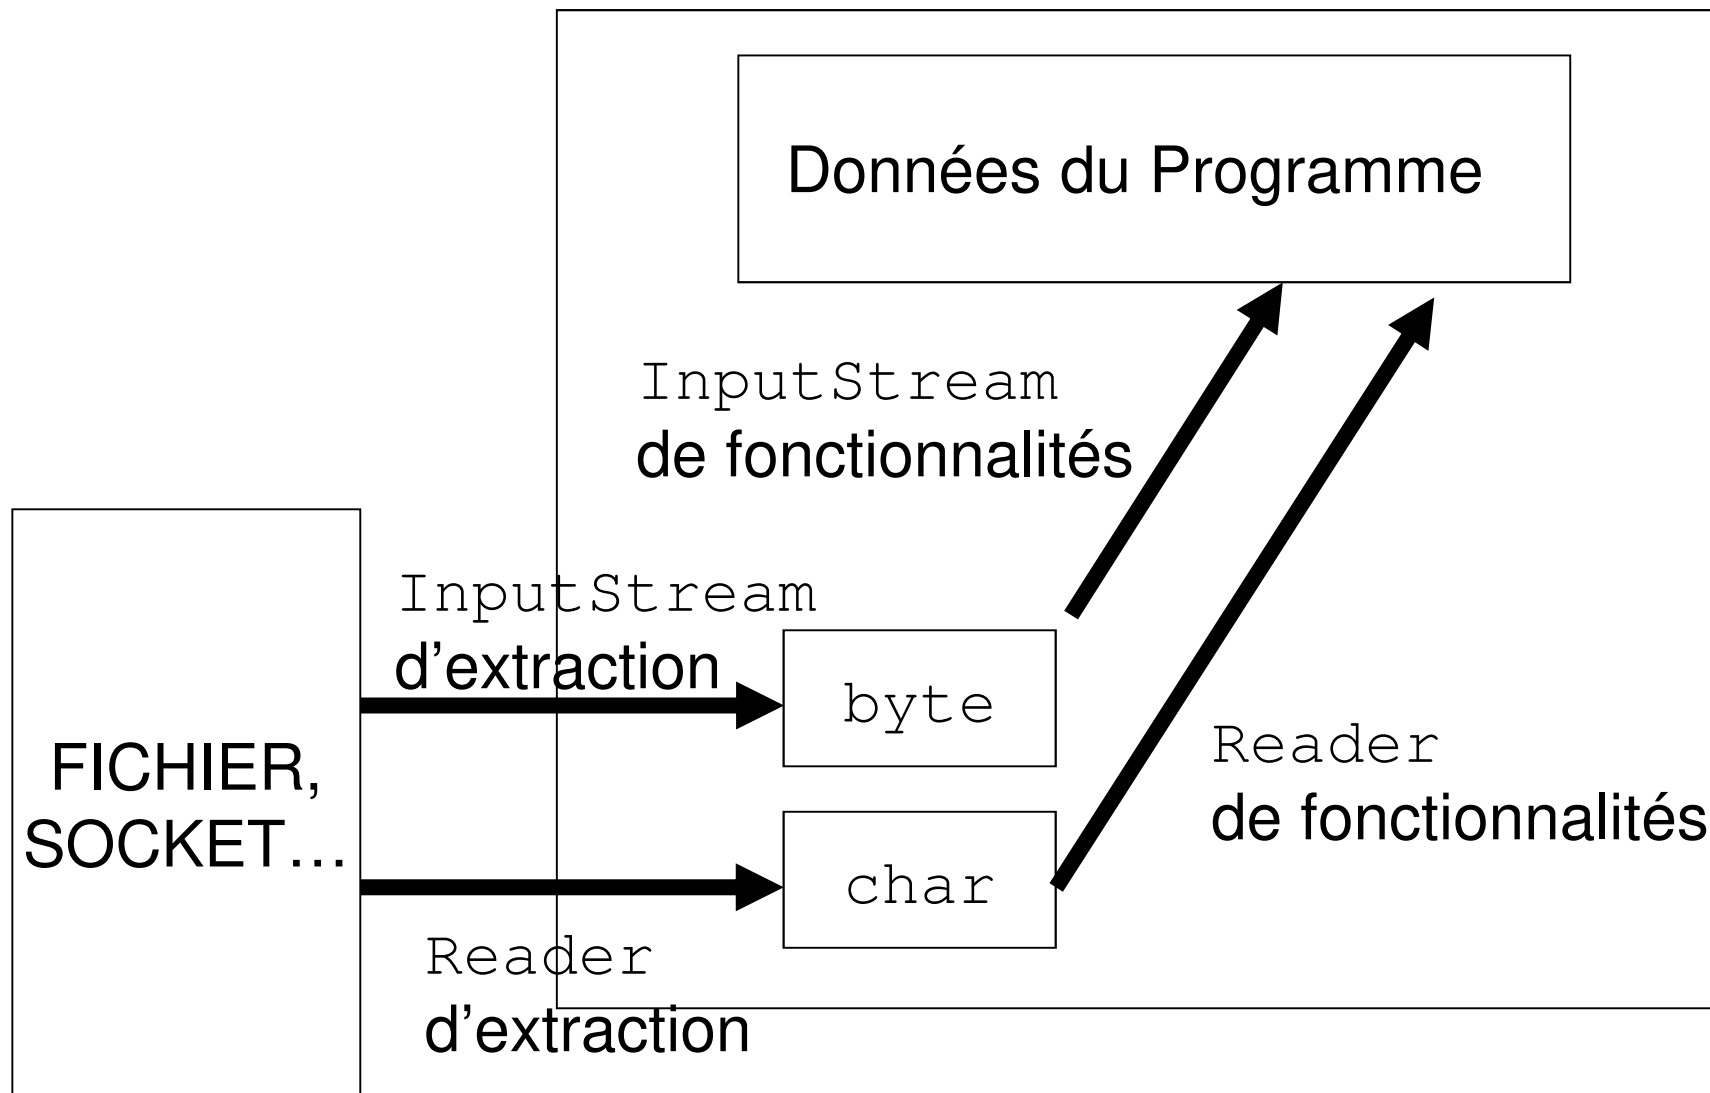 Données du Programme
InputStream
de fonctionnalités
InputStream
d’extraction
byte
FICHIER,
SOCKET…
Reader
de fonctionnalités
char
Reader
d’extraction